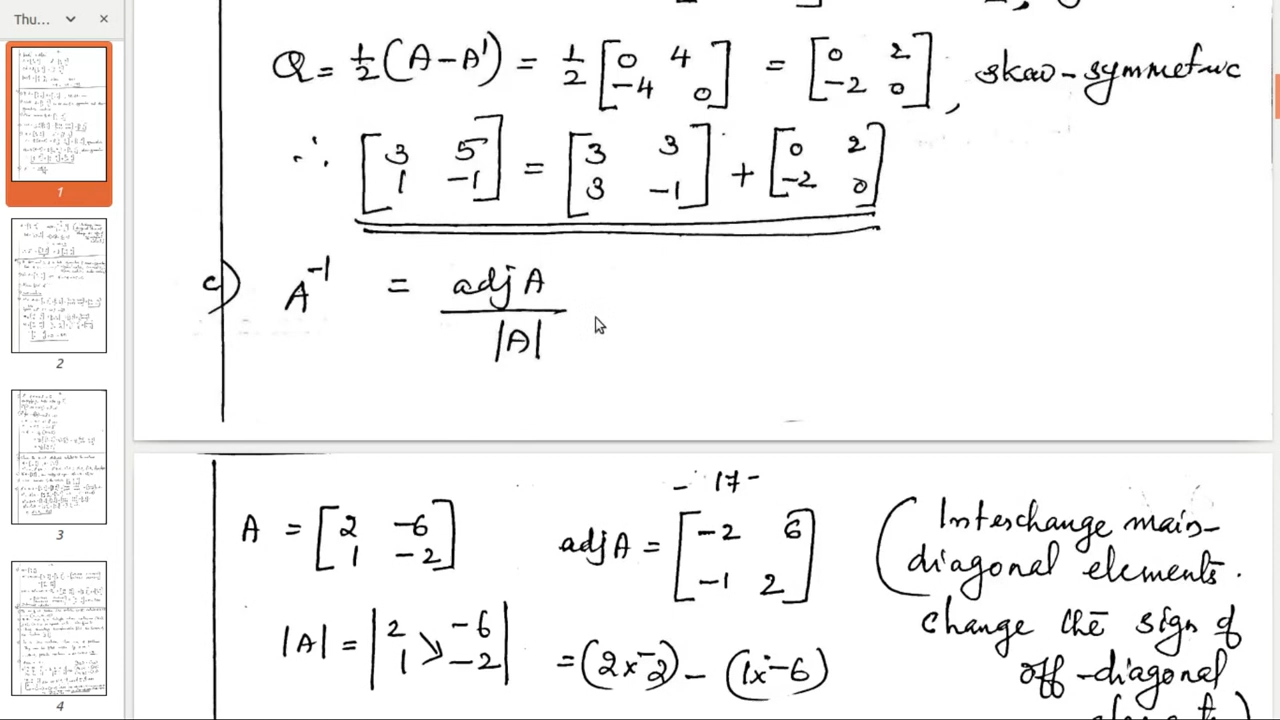 Thu...
1
2
3
4
Q = 1/2 (A-A') = 1/2 [0 4 -4 0] = [0 2 -2 0], skew-symmetric
∴ [3 5 1 -1] = [3 3 3 -1] + [0 2 -2 0]
c) A^-1 = adj A / |A|
- 17 -
A = [2 -6 1 -2] adj A = [-2 6 -1 2] (Interchange main-
diagonal elements.
change the sign of
off-diagonal
|A| = |2 -6 1 -2| = (2x-2) - (1x-6)